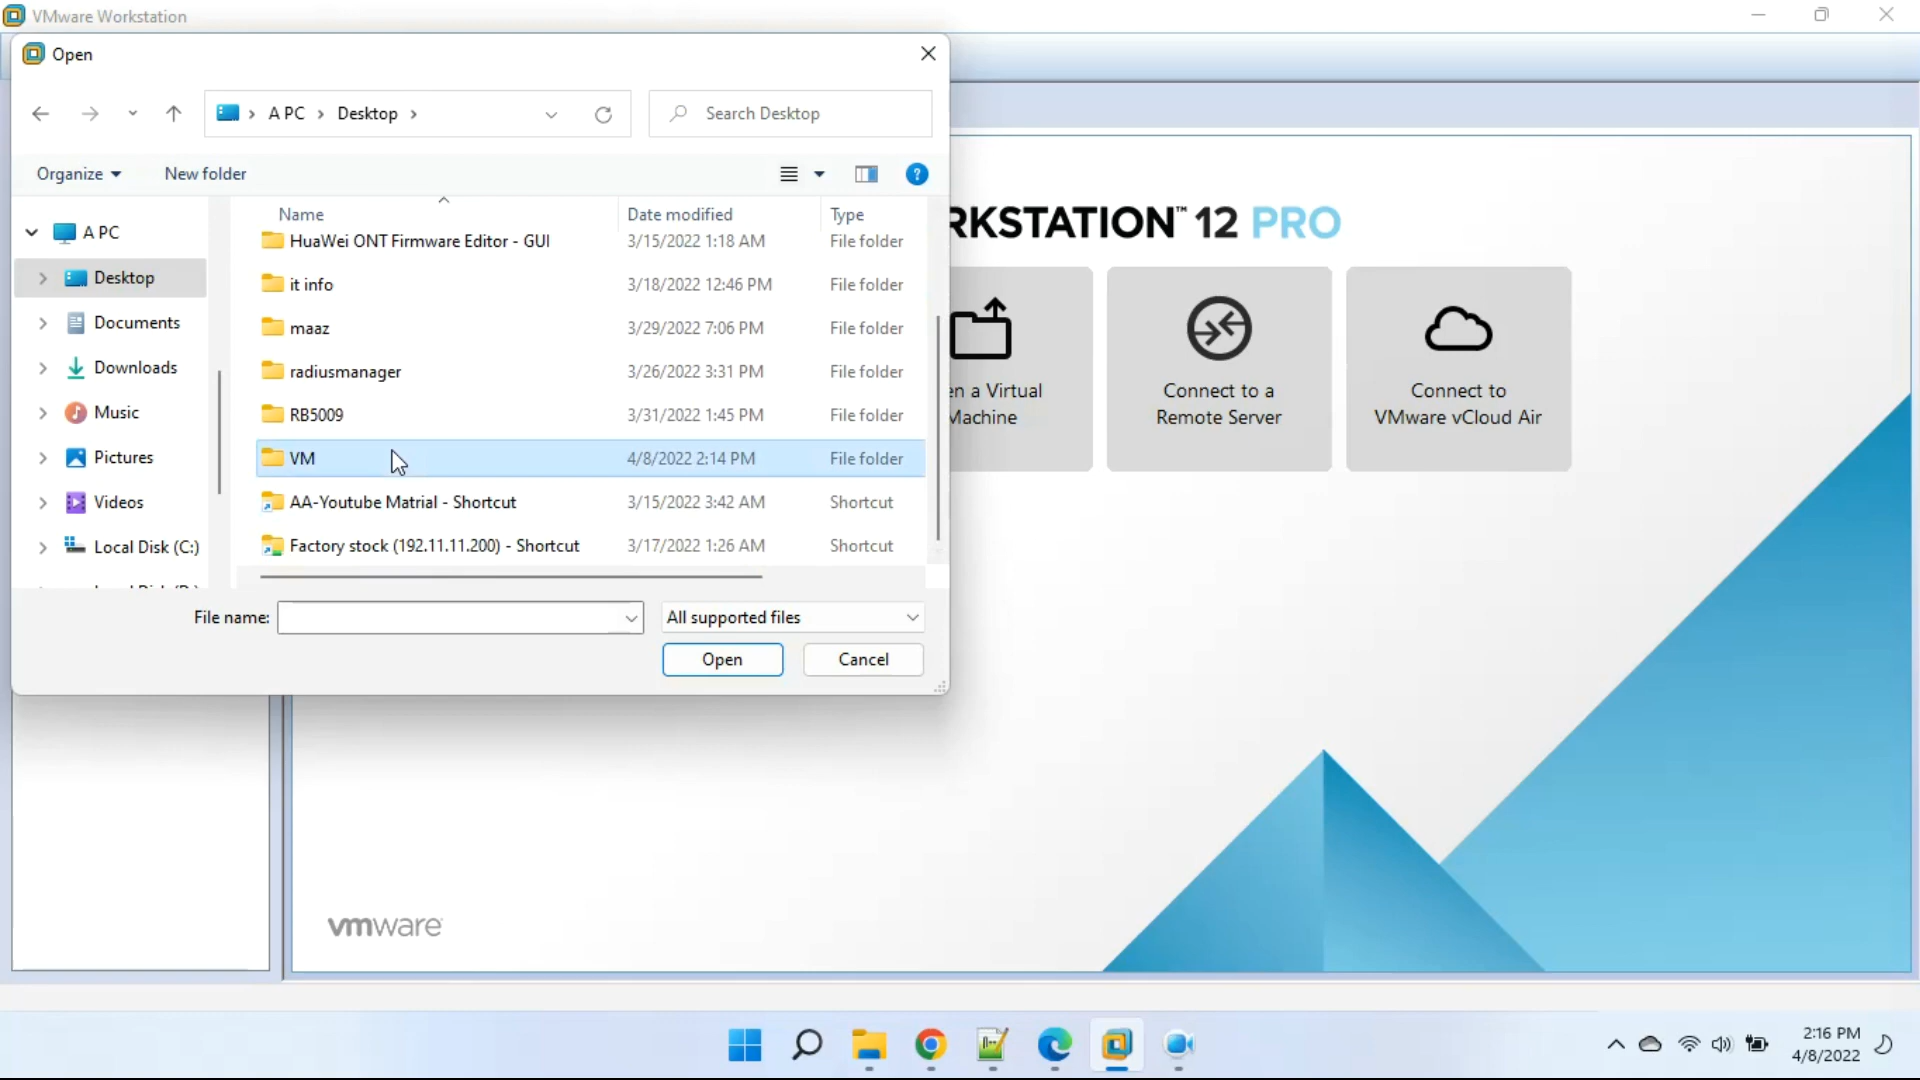 VMware Workstation
Open
A PC
Desktop
Search Desktop
Organize
New folder
Name
Date modified
Type
A PC
Desktop
Documents
Downloads
Music
Pictures
Videos
Local Disk (C:)
HuaWei ONT Firmware Editor - GUI 3/15/2022 1:18 AM File folder
it info 3/18/2022 12:46 PM File folder
maaz 3/29/2022 7:06 PM File folder
radiusmanager 3/26/2022 3:31 PM File folder
RB5009 3/31/2022 1:45 PM File folder
VM 4/8/2022 2:14 PM File folder
AA-Youtube Matrial - Shortcut 3/15/2022 3:42 AM Shortcut
Factory stock (192.11.11.200) - Shortcut 3/17/2022 1:26 AM Shortcut
File name:
All supported files
Open
Cancel
RKSTATION™ 12 PRO
en a Virtual
Machine
Connect to a
Remote Server
Connect to
VMware vCloud Air
vmware
2:16 PM
4/8/2022